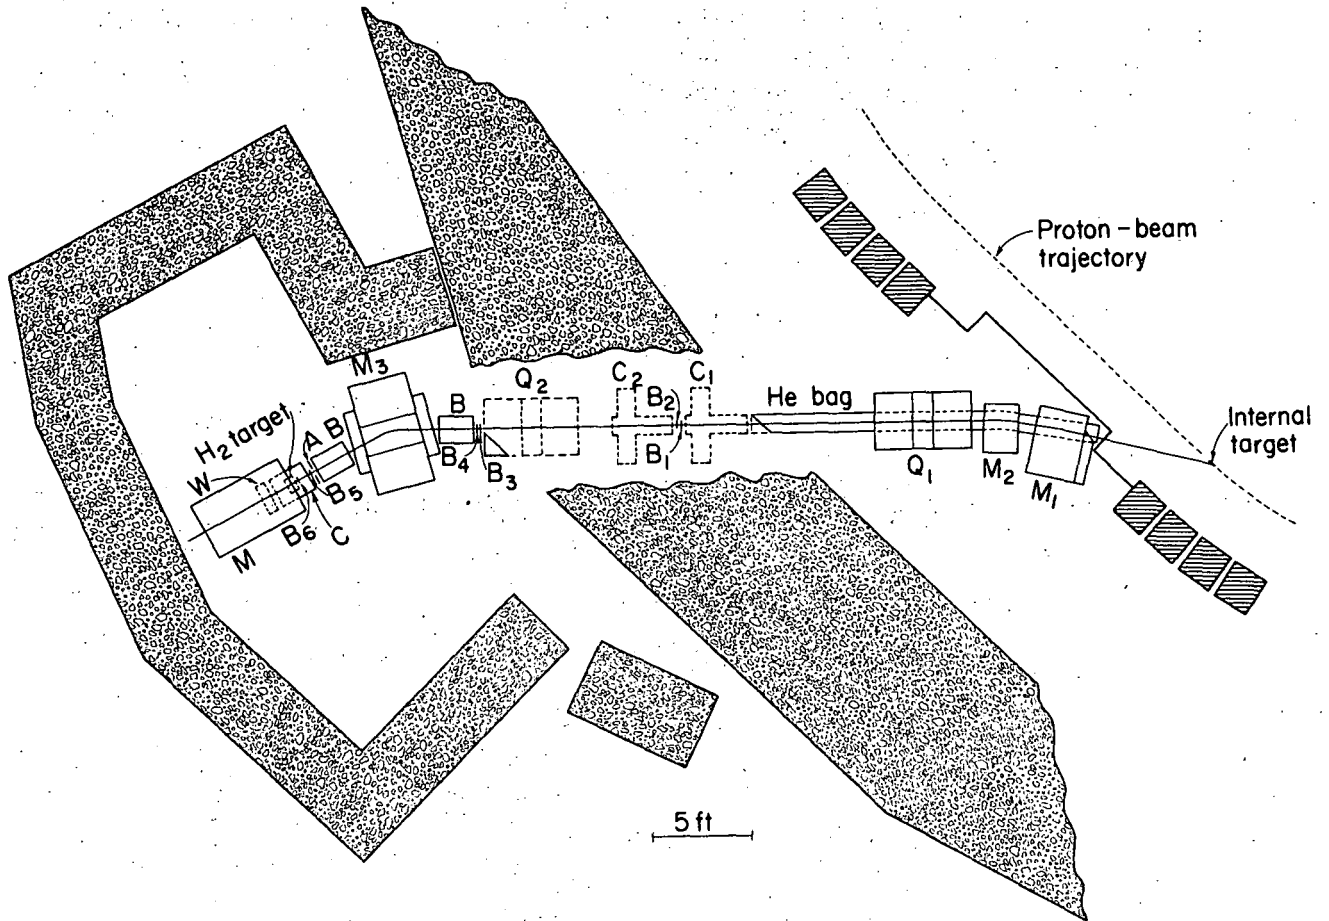 Proton-beam
trajectory
M₃
Q₂
C₂
C₁
B₂
He bag
Internal
target
B
H₂ target
A
B
W
B₄
B₃
B₁
Q₁
M₂
M₁
B₅
B₆
C
M
5 ft